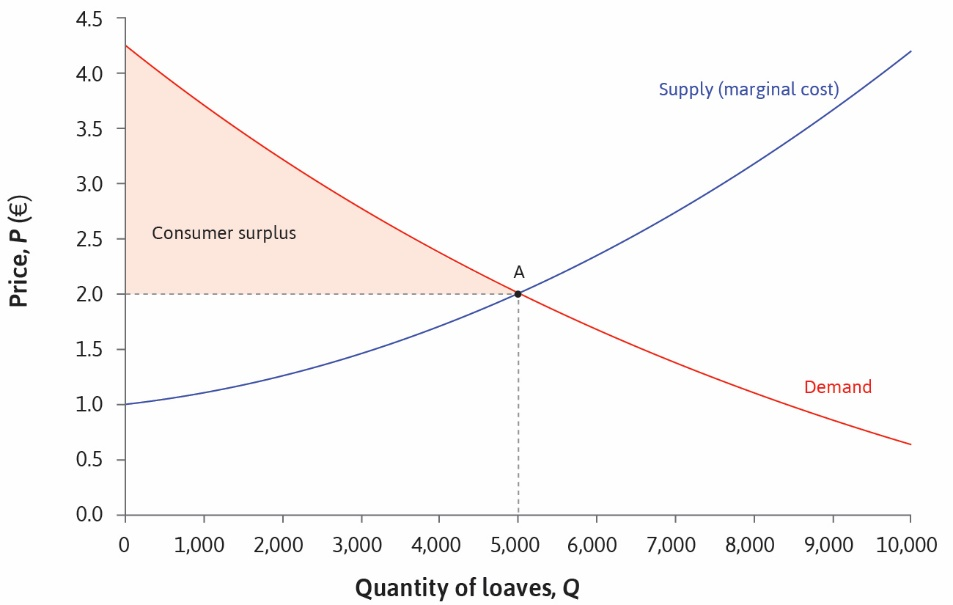 4.5
4.0
3.5
3.0
2.5
2.0
1.5
1.0
0.5
0.0
Price, P (€)
Supply (marginal cost)
Consumer surplus
A
Demand
0 1,000 2,000 3,000 4,000 5,000 6,000 7,000 8,000 9,000 10,000
Quantity of loaves, Q